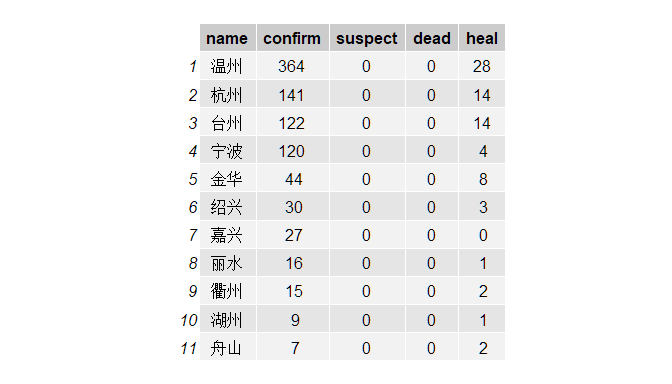 name confirm suspect dead heal
1 温州 364 0 0 28
2 杭州 141 0 0 14
3 台州 122 0 0 14
4 宁波 120 0 0 4
5 金华 44 0 0 8
6 绍兴 30 0 0 3
7 嘉兴 27 0 0 0
8 丽水 16 0 0 1
9 衢州 15 0 0 2
10 湖州 9 0 0 1
11 舟山 7 0 0 2